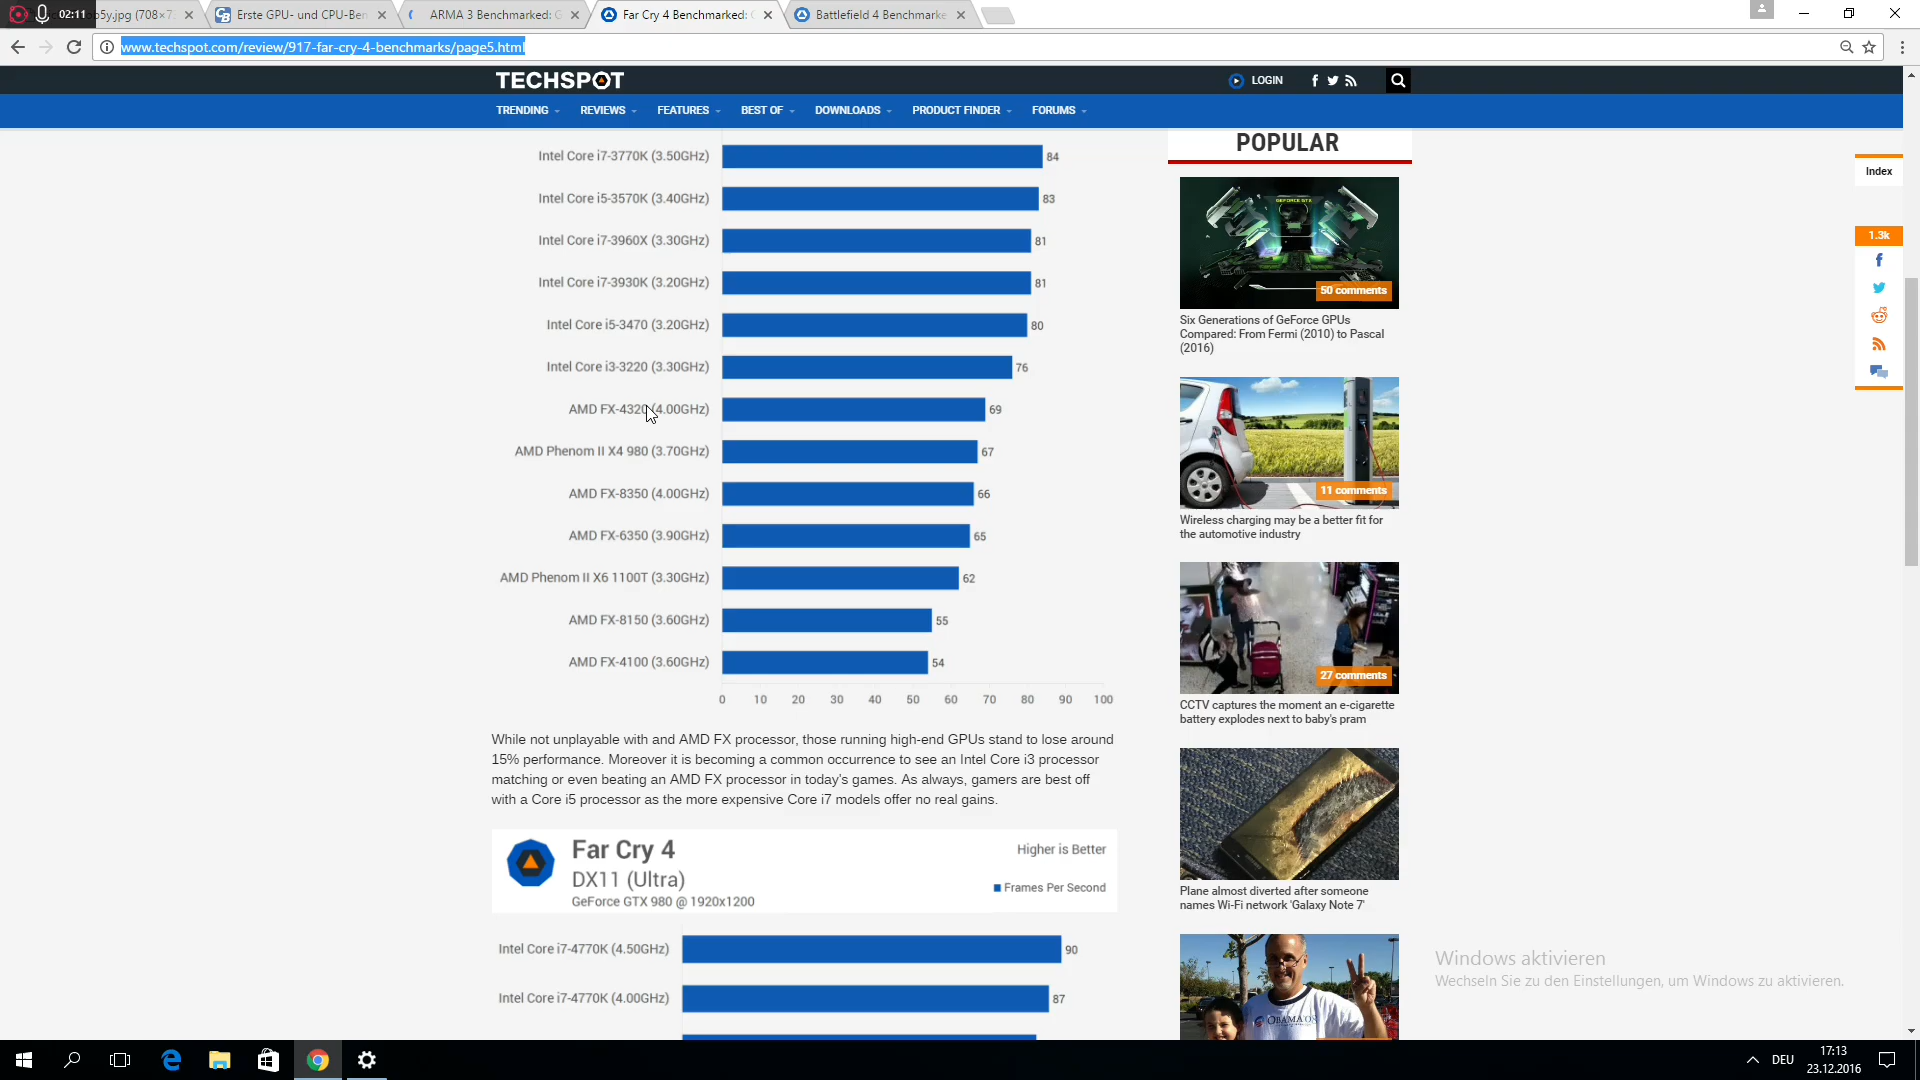 02:11
op5y.jpg (708×7
Erste GPU- und CPU-Ben
ARMA 3 Benchmarked: G
Far Cry 4 Benchmarked:
Battlefield 4 Benchmarke
www.techspot.com/review/917-far-cry-4-benchmarks/page5.html
TECHSPOT
LOGIN
TRENDING
REVIEWS
FEATURES
BEST OF
DOWNLOADS
PRODUCT FINDER
FORUMS
Intel Core i7-3770K (3.50GHz) 84
Intel Core i5-3570K (3.40GHz) 83
Intel Core i7-3960X (3.30GHz) 81
Intel Core i7-3930K (3.20GHz) 81
Intel Core i5-3470 (3.20GHz) 80
Intel Core i3-3220 (3.30GHz) 76
AMD FX-4320 (4.00GHz) 69
AMD Phenom II X4 980 (3.70GHz) 67
AMD FX-8350 (4.00GHz) 66
AMD FX-6350 (3.90GHz) 65
AMD Phenom II X6 1100T (3.30GHz) 62
AMD FX-8150 (3.60GHz) 55
AMD FX-4100 (3.60GHz) 54
0 10 20 30 40 50 60 70 80 90 100
While not unplayable with and AMD FX processor, those running high-end GPUs stand to lose around
15% performance. Moreover it is becoming a common occurrence to see an Intel Core i3 processor
matching or even beating an AMD FX processor in today's games. As always, gamers are best off
with a Core i5 processor as the more expensive Core i7 models offer no real gains.
Far Cry 4
DX11 (Ultra)
GeForce GTX 980 @ 1920x1200
Higher is Better
Frames Per Second
Intel Core i7-4770K (4.50GHz) 90
Intel Core i7-4770K (4.00GHz) 87
POPULAR
GEFORCE GTX
50 comments
Six Generations of GeForce GPUs
Compared: From Fermi (2010) to Pascal
(2016)
11 comments
Wireless charging may be a better fit for
the automotive industry
27 comments
CCTV captures the moment an e-cigarette
battery explodes next to baby's pram
Plane almost diverted after someone
names Wi-Fi network 'Galaxy Note 7'
OBAMA'08
Index
1.3k
Windows aktivieren
Wechseln Sie zu den Einstellungen, um Windows zu aktivieren.
DEU
17:13
23.12.2016